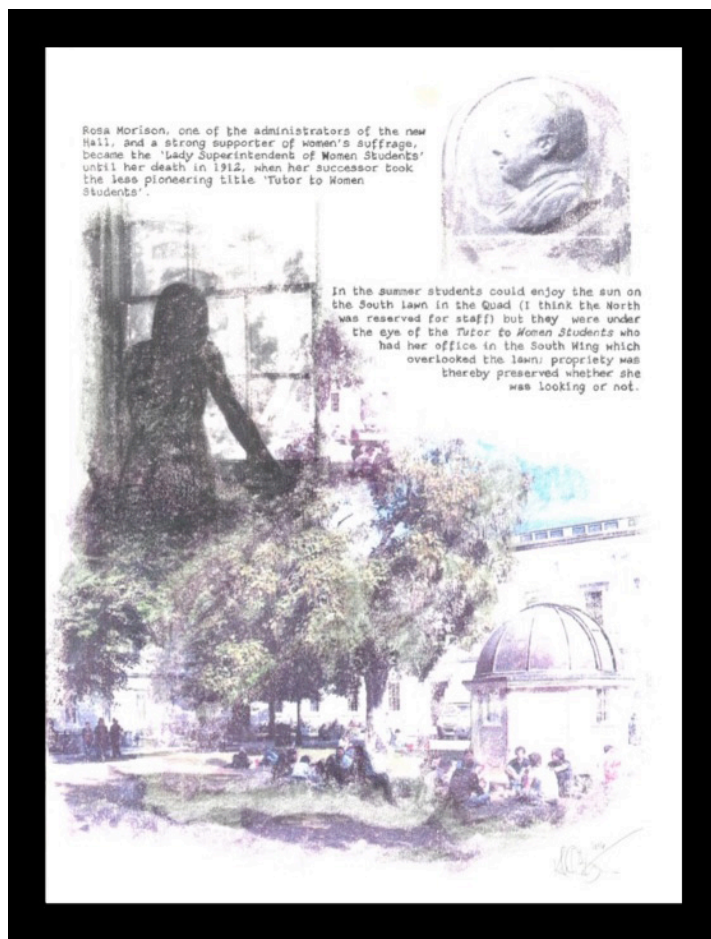 Rosa Morison, one of the administrators of the new
Hall, and a strong supporter of women's suffrage,
became the 'Lady Superintendent of Women Students'
until her death in 1912, when her successor took
the less pioneering title 'Tutor to Women
Students'.
In the summer students could enjoy the sun on
the South lawn in the Quad (I think the North
was reserved for staff) but they were under
the eye of the Tutor to Women Students who
had her office in the South Wing which
overlooked the lawn; propriety was
thereby preserved whether she
was looking or not.